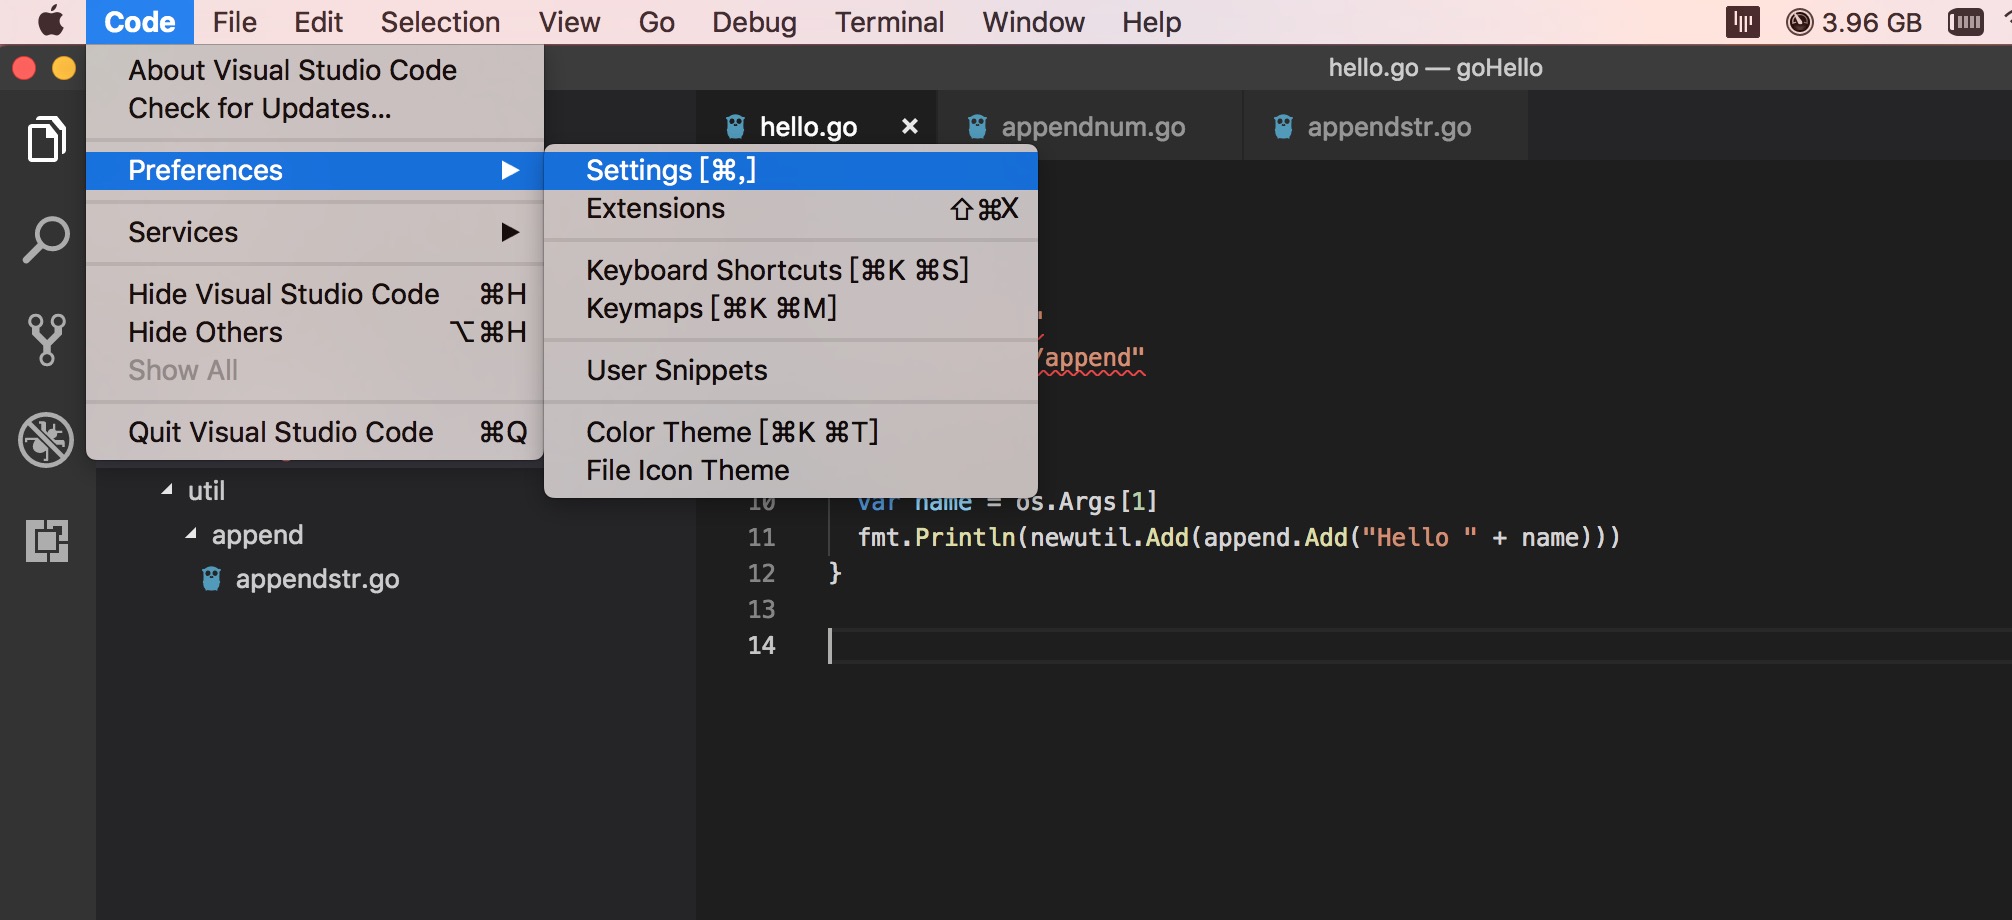 Code File Edit Selection View Go Debug Terminal Window Help 3.96 GB
hello.go — goHello
About Visual Studio Code
Check for Updates...
Preferences
Services
Hide Visual Studio Code ⌘H
Hide Others ⌥⌘H
Show All
Quit Visual Studio Code ⌘Q
Settings [⌘,]
Extensions ⇧⌘X
Keyboard Shortcuts [⌘K ⌘S]
Keymaps [⌘K ⌘M]
User Snippets
Color Theme [⌘K ⌘T]
File Icon Theme
util
append
appendstr.go
hello.go × appendnum.go appendstr.go
"
/append"
10 var name = os.Args[1]
11 fmt.Println(newutil.Add(append.Add("Hello " + name)))
12 }
13
14